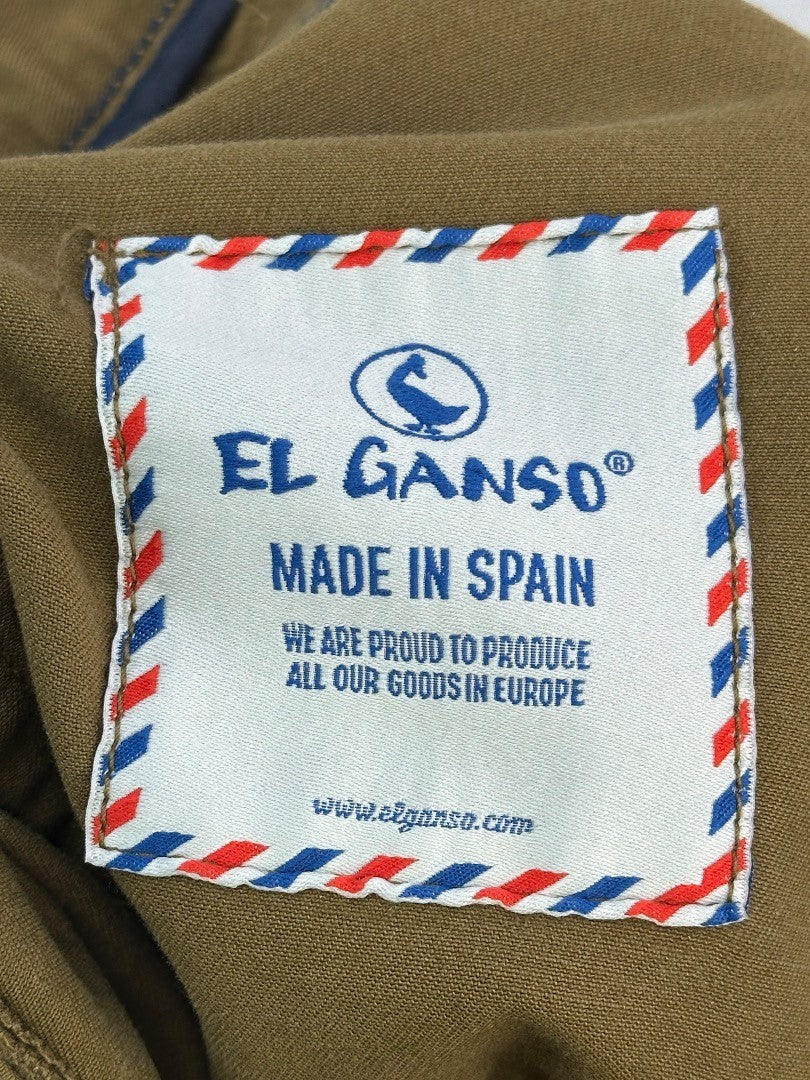 EL GANSO®
MADE IN SPAIN
WE ARE PROUD TO PRODUCE
ALL OUR GOODS IN EUROPE
www.elganso.com